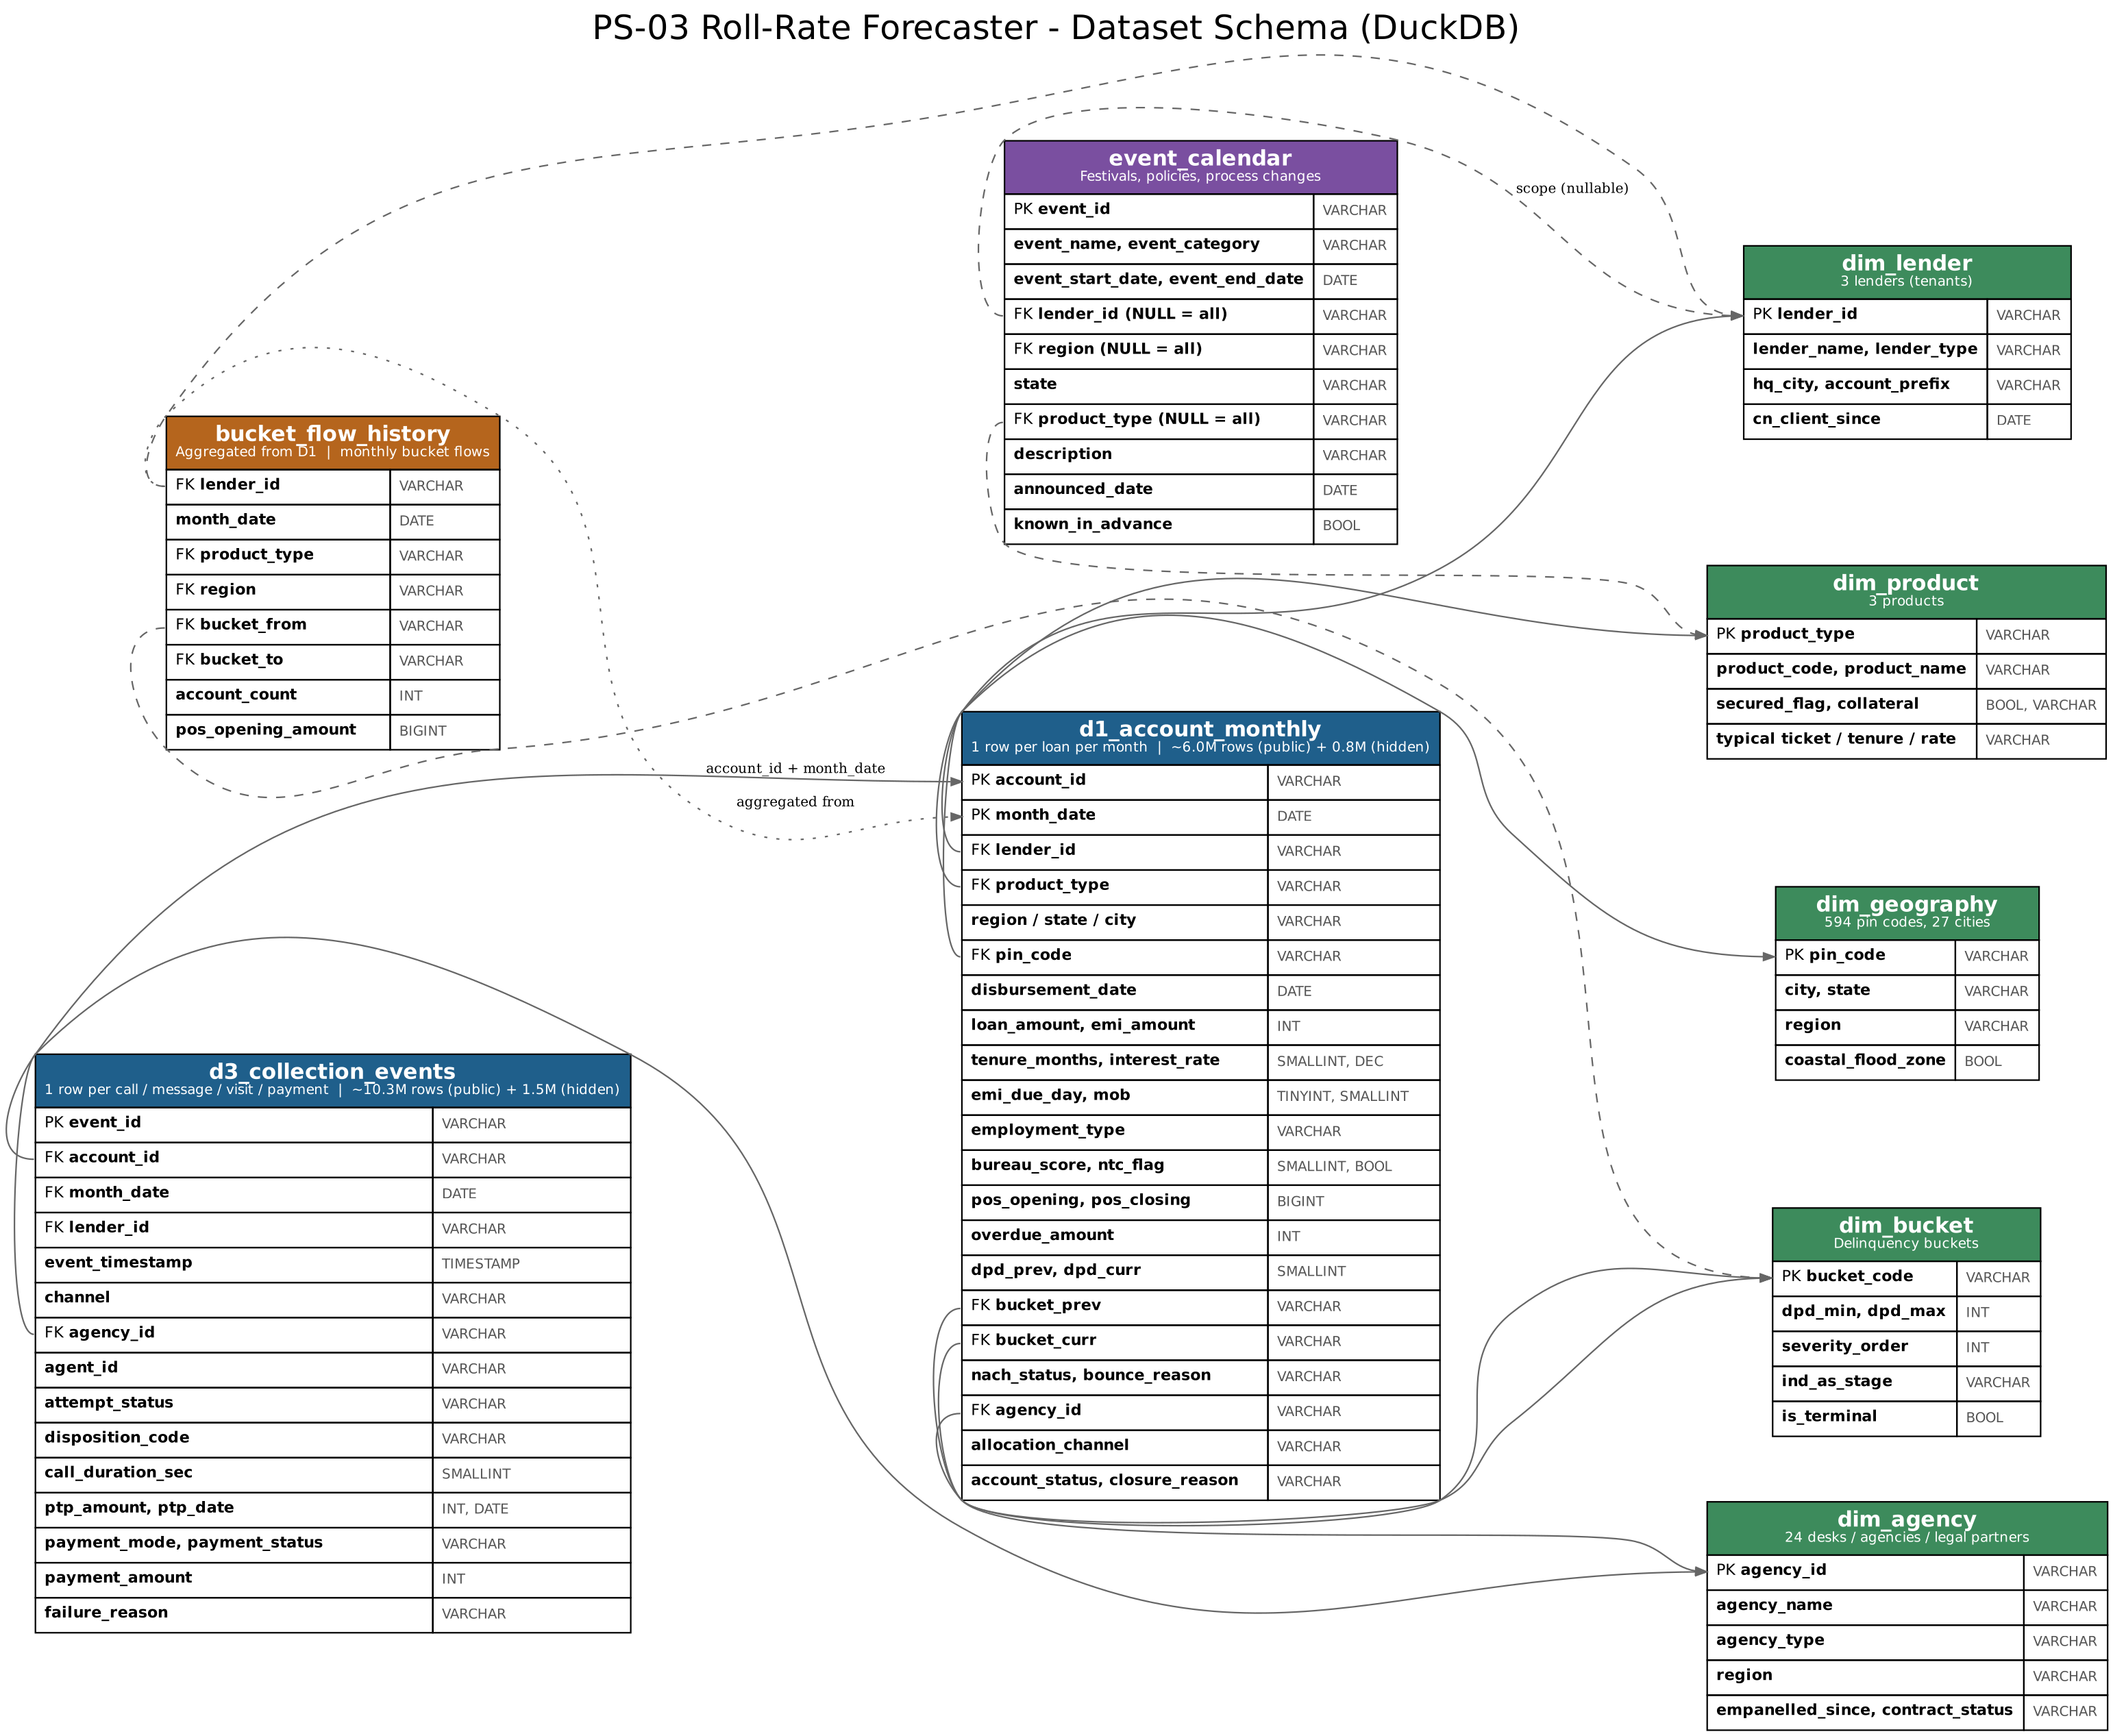 PS-03 Roll-Rate Forecaster - Dataset Schema (DuckDB)
event_calendar
Festivals, policies, process changes
PK event_id VARCHAR
event_name, event_category VARCHAR
event_start_date, event_end_date DATE
FK lender_id (NULL = all) VARCHAR
FK region (NULL = all) VARCHAR
state VARCHAR
FK product_type (NULL = all) VARCHAR
description VARCHAR
announced_date DATE
known_in_advance BOOL
scope (nullable)
dim_lender
3 lenders (tenants)
PK lender_id VARCHAR
lender_name, lender_type VARCHAR
hq_city, account_prefix VARCHAR
cn_client_since DATE
bucket_flow_history
Aggregated from D1 | monthly bucket flows
FK lender_id VARCHAR
month_date DATE
FK product_type VARCHAR
FK region VARCHAR
FK bucket_from VARCHAR
FK bucket_to VARCHAR
account_count INT
pos_opening_amount BIGINT
dim_product
3 products
PK product_type VARCHAR
product_code, product_name VARCHAR
secured_flag, collateral BOOL, VARCHAR
typical ticket / tenure / rate VARCHAR
account_id + month_date
aggregated from
d1_account_monthly
1 row per loan per month | ~6.0M rows (public) + 0.8M (hidden)
PK account_id VARCHAR
PK month_date DATE
FK lender_id VARCHAR
FK product_type VARCHAR
region / state / city VARCHAR
FK pin_code VARCHAR
disbursement_date DATE
loan_amount, emi_amount INT
tenure_months, interest_rate SMALLINT, DEC
emi_due_day, mob TINYINT, SMALLINT
employment_type VARCHAR
bureau_score, ntc_flag SMALLINT, BOOL
pos_opening, pos_closing BIGINT
overdue_amount INT
dpd_prev, dpd_curr SMALLINT
FK bucket_prev VARCHAR
FK bucket_curr VARCHAR
nach_status, bounce_reason VARCHAR
FK agency_id VARCHAR
allocation_channel VARCHAR
account_status, closure_reason VARCHAR
dim_geography
594 pin codes, 27 cities
PK pin_code VARCHAR
city, state VARCHAR
region VARCHAR
coastal_flood_zone BOOL
d3_collection_events
1 row per call / message / visit / payment | ~10.3M rows (public) + 1.5M (hidden)
PK event_id VARCHAR
FK account_id VARCHAR
FK month_date DATE
FK lender_id VARCHAR
event_timestamp TIMESTAMP
channel VARCHAR
FK agency_id VARCHAR
agent_id VARCHAR
attempt_status VARCHAR
disposition_code VARCHAR
call_duration_sec SMALLINT
ptp_amount, ptp_date INT, DATE
payment_mode, payment_status VARCHAR
payment_amount INT
failure_reason VARCHAR
dim_bucket
Delinquency buckets
PK bucket_code VARCHAR
dpd_min, dpd_max INT
severity_order INT
ind_as_stage VARCHAR
is_terminal BOOL
dim_agency
24 desks / agencies / legal partners
PK agency_id VARCHAR
agency_name VARCHAR
agency_type VARCHAR
region VARCHAR
empanelled_since, contract_status VARCHAR